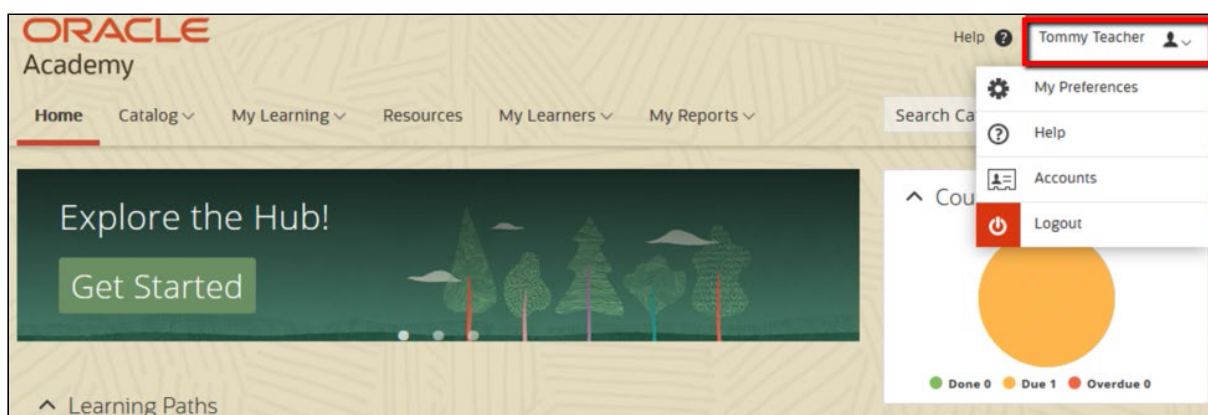 ORACLE
Academy
Help
Tommy Teacher
Home Catalog My Learning Resources My Learners My Reports
Search Ca
My Preferences
Help
Accounts
Logout
Explore the Hub!
Get Started
Cou
Done 0 Due 1 Overdue 0
Learning Paths